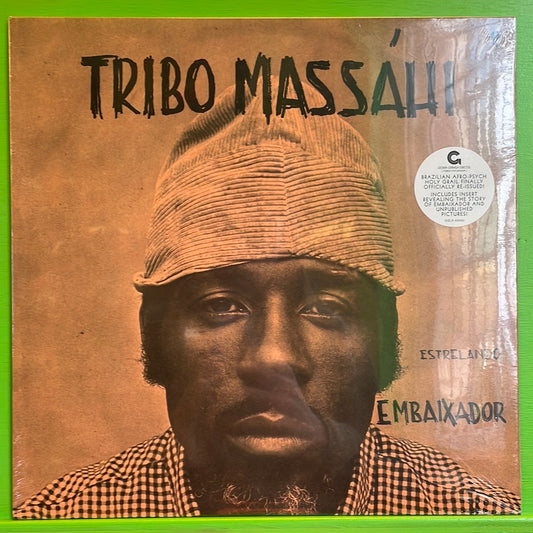 TRIBO MASSÁHI
BRAZILIAN AFRO-PSYCH
HOLY GRAIL FINALLY
OFFICIALLY RE-ISSUED!
INCLUDES INSERT
REVEALING THE STORY
OF EMBAIXADOR AND
UNPUBLISHED
PICTURES!
ESTRELANDO
EMBAIXADOR